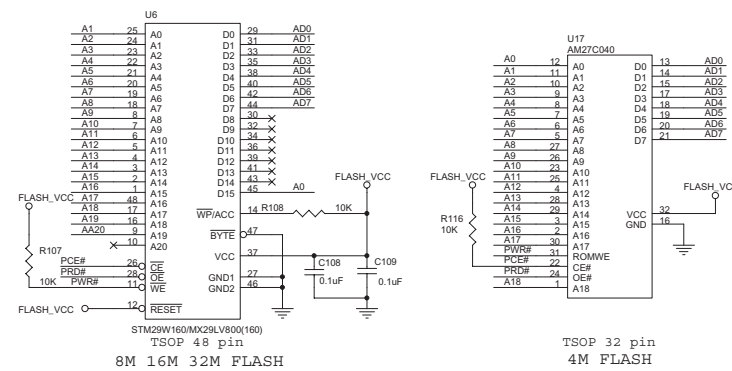 U6
A1 25 A0 D0 29 AD0
A2 24 A1 D1 31 AD1
A3 23 A2 D2 33 AD2
A4 22 A3 D3 35 AD3
A5 21 A4 D4 38 AD4
A6 20 A5 D5 40 AD5
A7 19 A6 D6 42 AD6
A8 18 A7 D7 44 AD7
A9 8 A8 D8 30
A10 7 A9 D9 32
A11 6 A10 D10 34
A12 5 A11 D11 36
A13 4 A12 D12 39
A14 3 A13 D13 41
A15 2 A14 D14 43
A16 1 A15 D15 45 A0
A17 48 A16
A18 17 A17 WP/ACC 14 R108 10K
A19 16 A18
AA20 9 A19 BYTE 47
10 A20
VCC 37
FLASH_VCC
R107
10K
PCE# 26 CE
PRD# 28 OE GND1 27
PWR# 11 WE GND2 46
FLASH_VCC 12 RESET
FLASH_VCC
C108
0.1uF
C109
0.1uF
STM29W160/MX29LV800(160)
TSOP 48 pin
8M 16M 32M FLASH
U17
AM27C040
A0 12 A0 D0 13 AD0
A1 11 A1 D1 14 AD1
A2 10 A2 D2 15 AD2
A3 9 A3 D3 17 AD3
A4 8 A4 D4 18 AD4
A5 7 A5 D5 19 AD5
A6 6 A6 D6 20 AD6
A7 5 A7 D7 21 AD7
A8 27 A8
A9 26 A9
A10 23 A10
A11 25 A11
A12 4 A12
A13 28 A13
A14 29 A14 VCC 32
A15 3 A15 GND 16
A16 2 A16
A17 30 A17
PWR# 31 ROMWE
PCE# 22 CE#
PRD# 24 OE#
A18 1 A18
FLASH_VCC
R116
10K
FLASH_VC
TSOP 32 pin
4M FLASH